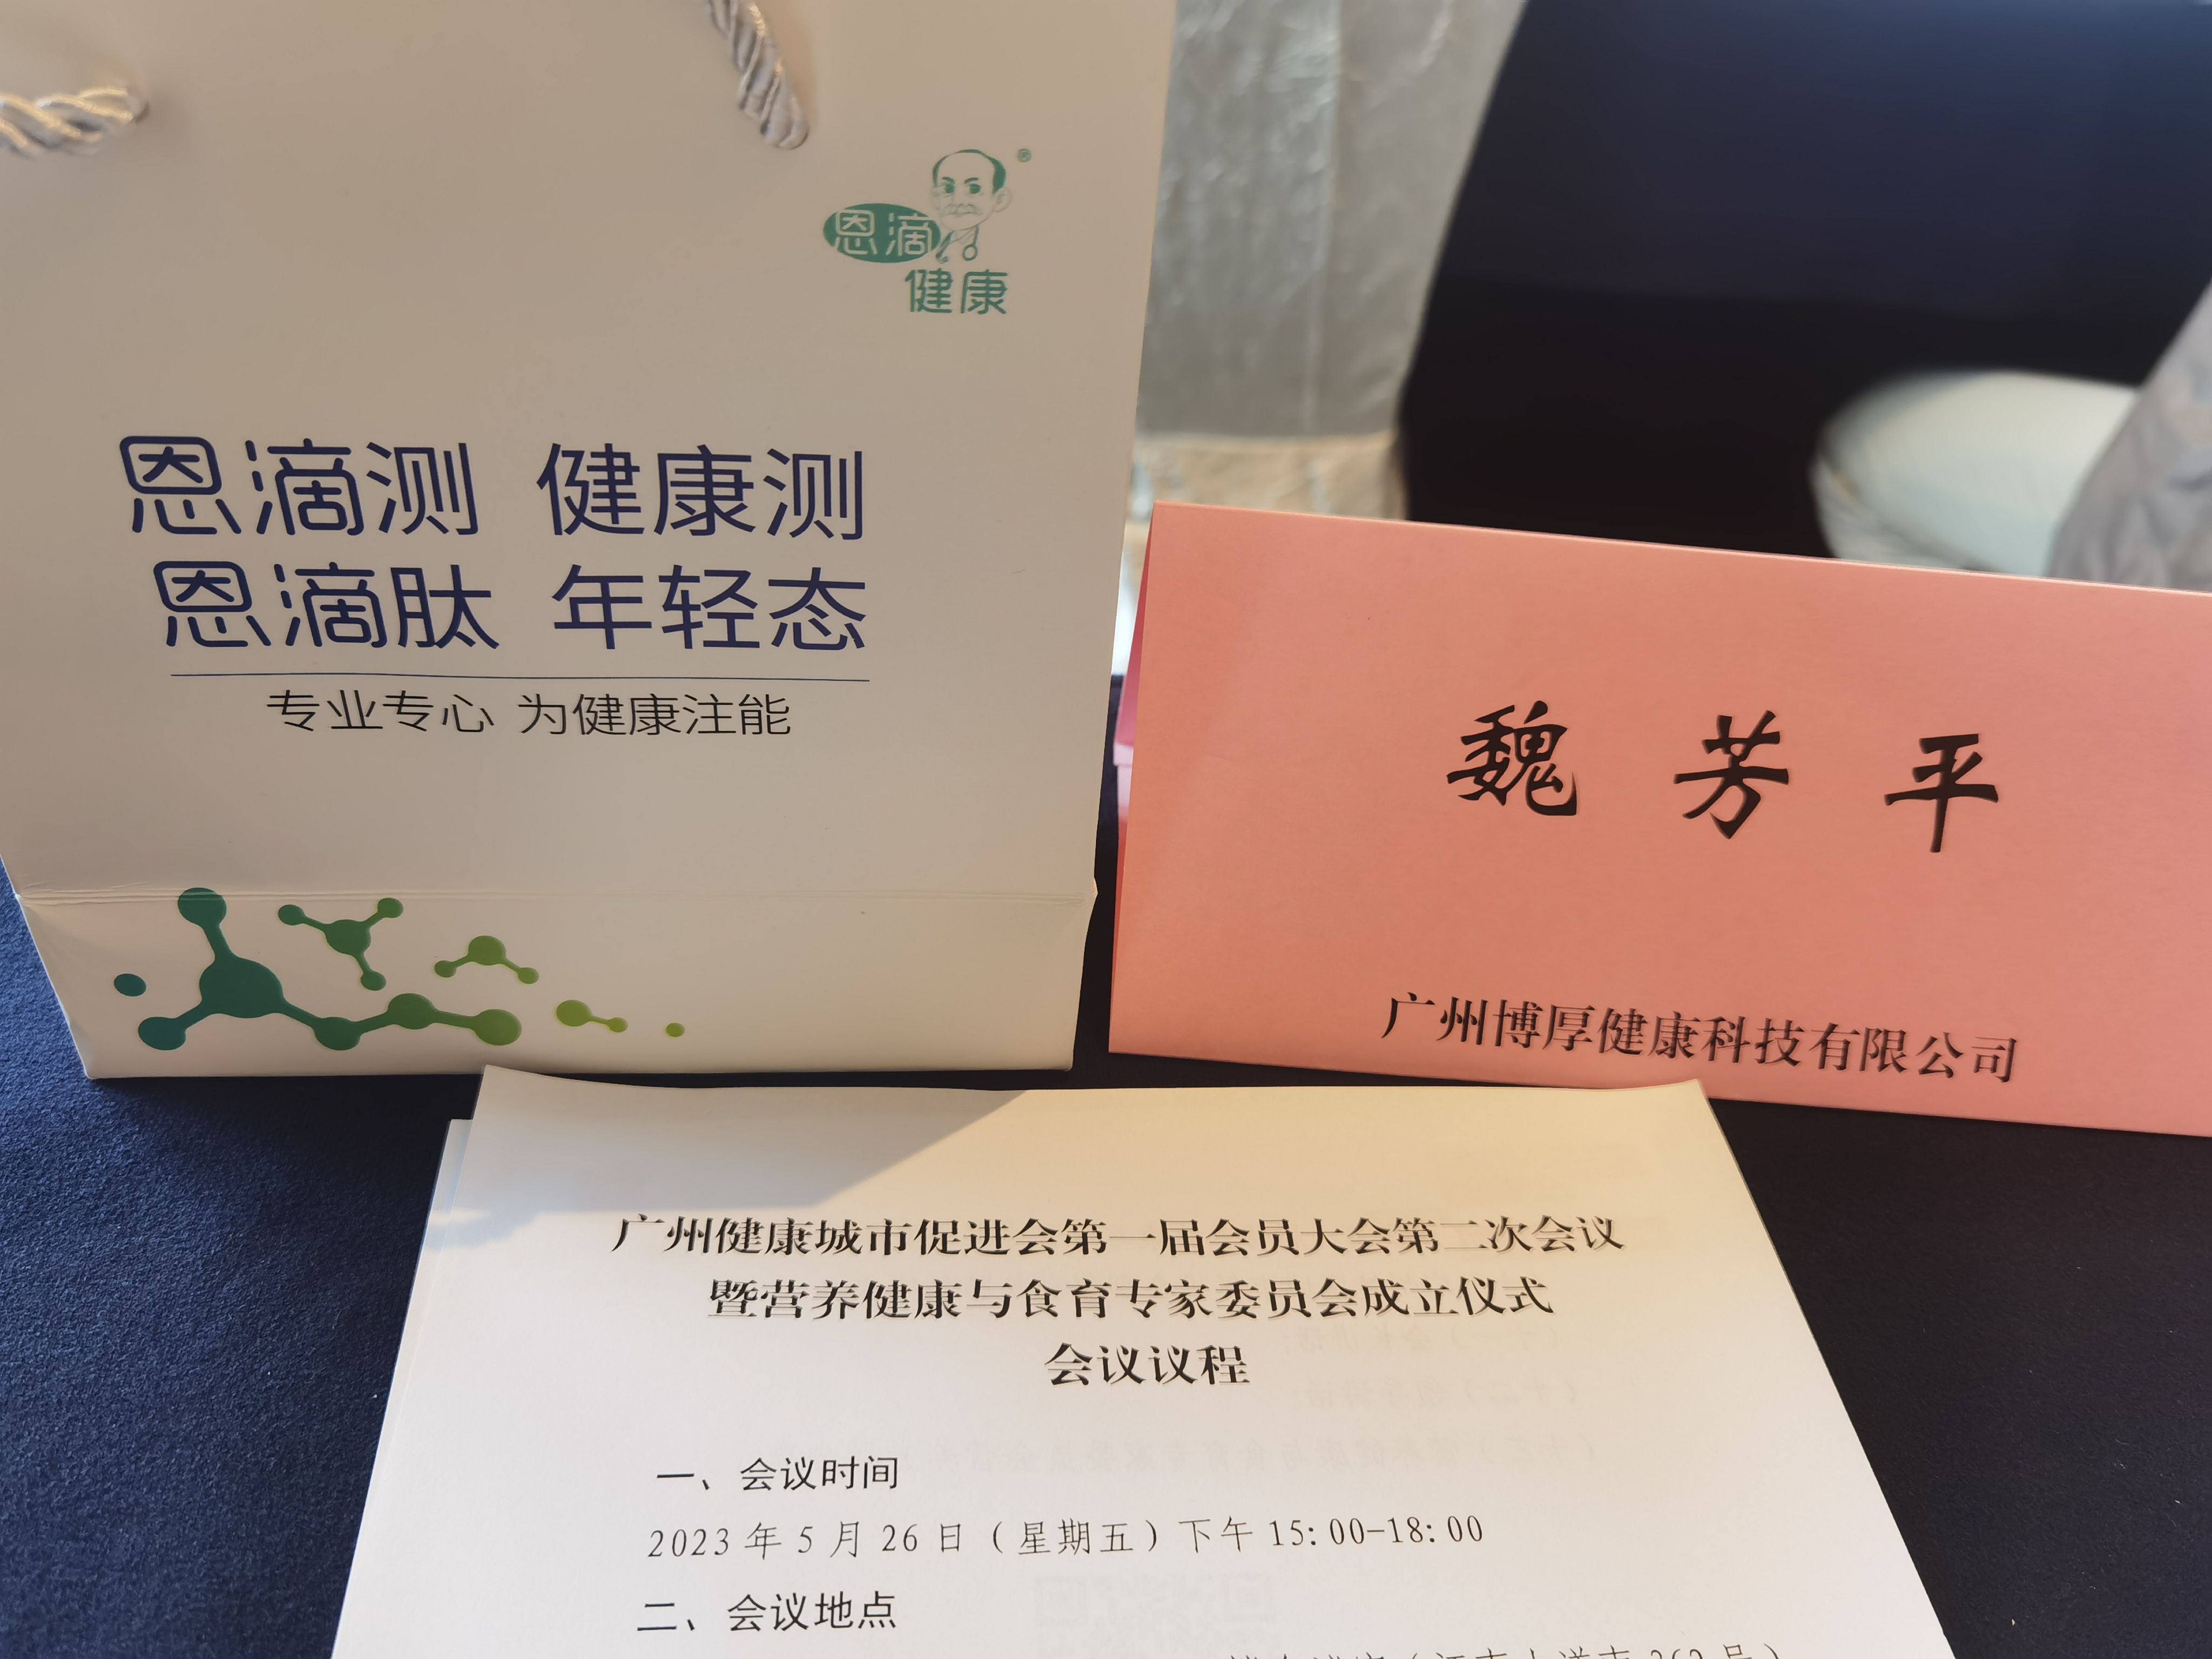 恩滴
健康
恩滴测 健康测
恩滴肽 年轻态
专业专心 为健康注能
魏 芳 平
广州博厚健康科技有限公司
广州健康城市促进会第一届会员大会第二次会议
暨营养健康与食育专家委员会成立仪式
会议议程
一、会议时间
2023 年 5 月 26 日（星期五）下午 15:00-18:00
二、会议地点